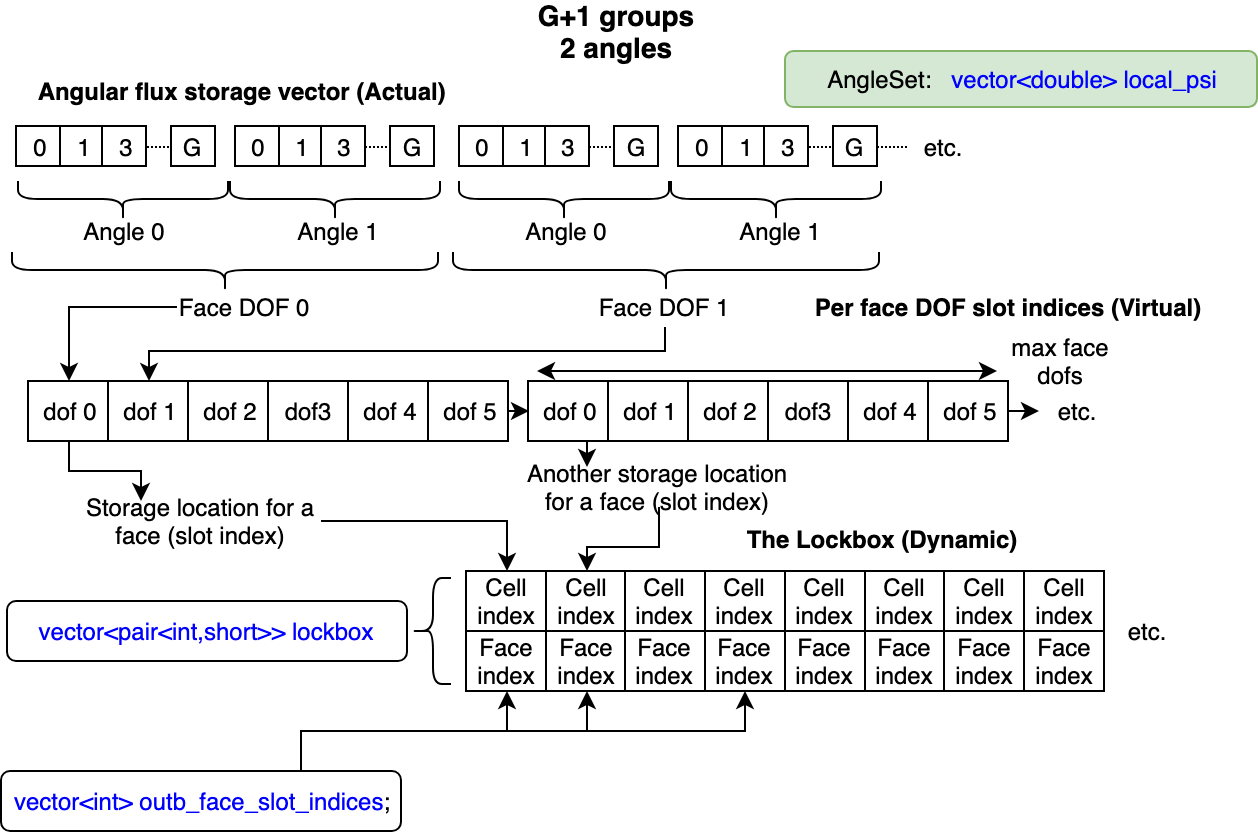 G+1 groups
2 angles
AngleSet: vector<double> local_psi
Angular flux storage vector (Actual)
0 1 3 G 0 1 3 G 0 1 3 G 0 1 3 G etc.
Angle 0 Angle 1 Angle 0 Angle 1
Face DOF 0 Face DOF 1 Per face DOF slot indices (Virtual)
max face
dofs
dof 0 dof 1 dof 2 dof3 dof 4 dof 5 dof 0 dof 1 dof 2 dof3 dof 4 dof 5 etc.
Another storage location
for a face (slot index)
Storage location for a
face (slot index)
The Lockbox (Dynamic)
Cell Cell Cell Cell Cell Cell Cell Cell
index index index index index index index index
vector<pair<int,short>> lockbox etc.
Face Face Face Face Face Face Face Face
index index index index index index index index
vector<int> outb_face_slot_indices;